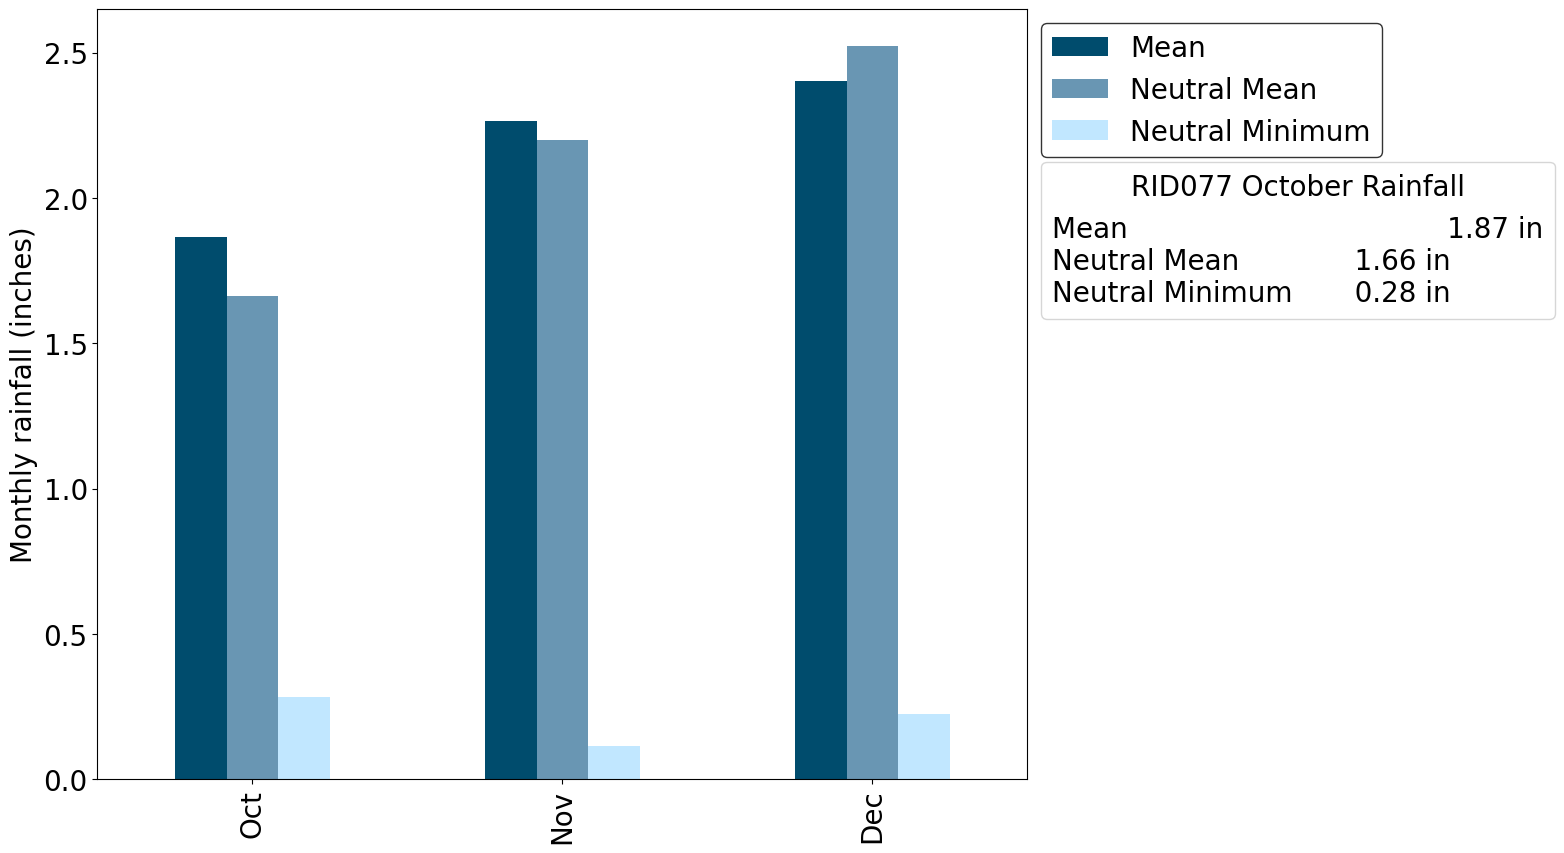 Monthly rainfall (inches)
2.5
2.0
1.5
1.0
0.5
0.0
Oct
Nov
Dec
Mean
Neutral Mean
Neutral Minimum
RID077 October Rainfall
Mean 1.87 in
Neutral Mean 1.66 in
Neutral Minimum 0.28 in